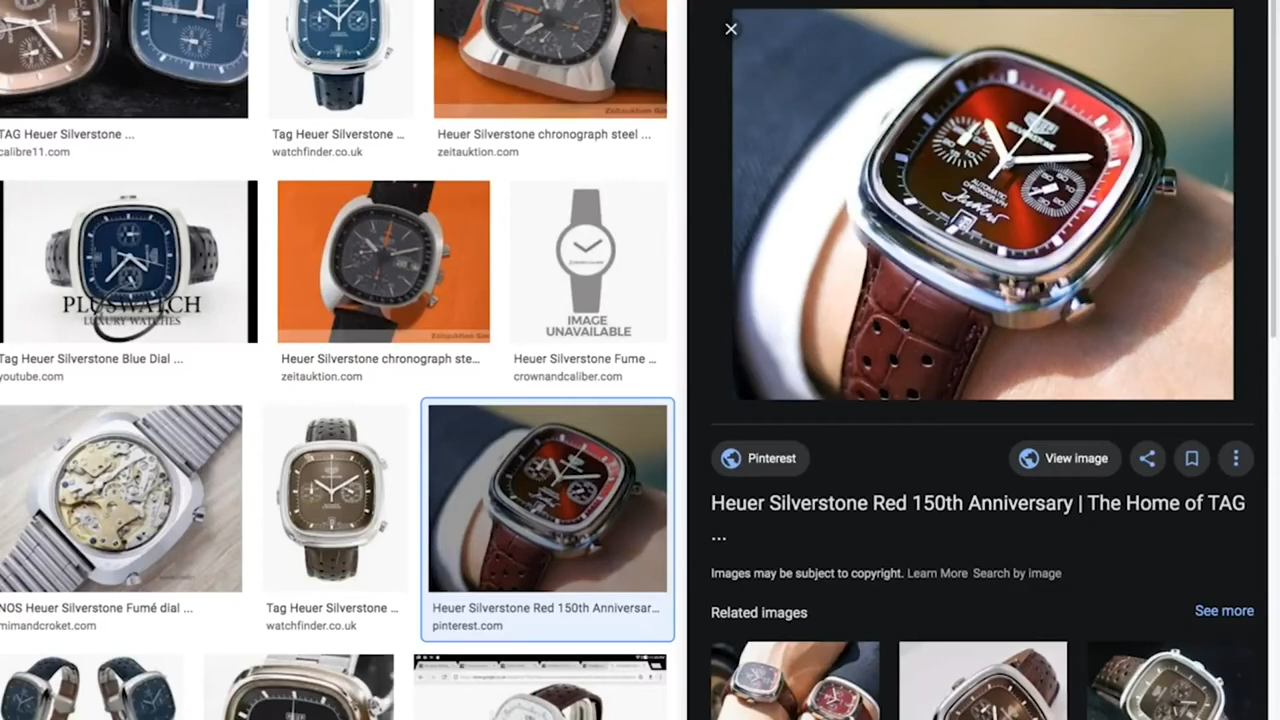 TAG Heuer Silverstone ...
calibre11.com
Tag Heuer Silverstone ...
watchfinder.co.uk
Heuer Silverstone chronograph steel ...
zeitauktion.com
PLUSWATCH
LUXURY WATCHES
Tag Heuer Silverstone Blue Dial ...
youtube.com
Heuer Silverstone chronograph ste...
zeitauktion.com
IMAGE
UNAVAILABLE
Heuer Silverstone Fume ...
crownandcaliber.com
NOS Heuer Silverstone Fumé dial ...
mimandcroket.com
Tag Heuer Silverstone ...
watchfinder.co.uk
Heuer Silverstone Red 150th Anniversar...
pinterest.com
HEUER
SILVERSTONE
AUTOMATIC
CHRONOGRAPH
Pinterest
View image
Heuer Silverstone Red 150th Anniversary | The Home of TAG
...
Images may be subject to copyright. Learn More Search by image
Related images
See more